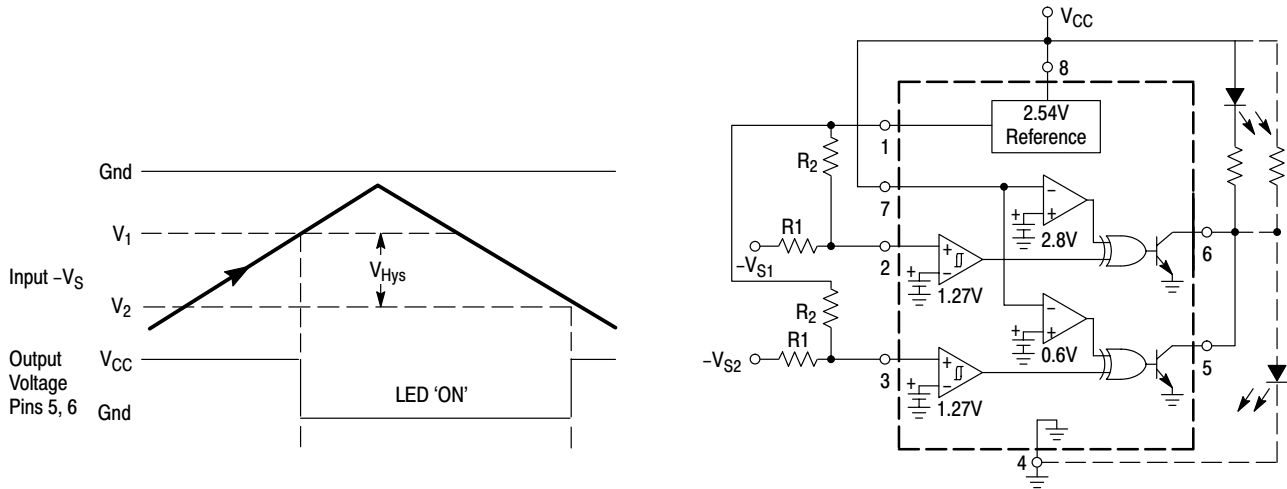 Gnd
V1
Input –VS
VHys
V2
Output
Voltage
Pins 5, 6
VCC
Gnd
LED 'ON'
VCC
8
2.54V
Reference
1
R2
7
–
+
+
2.8V
R1
–VS1
2
+
–
+
1.27V
6
R2
–
+
+
0.6V
R1
–VS2
3
+
–
+
1.27V
5
4